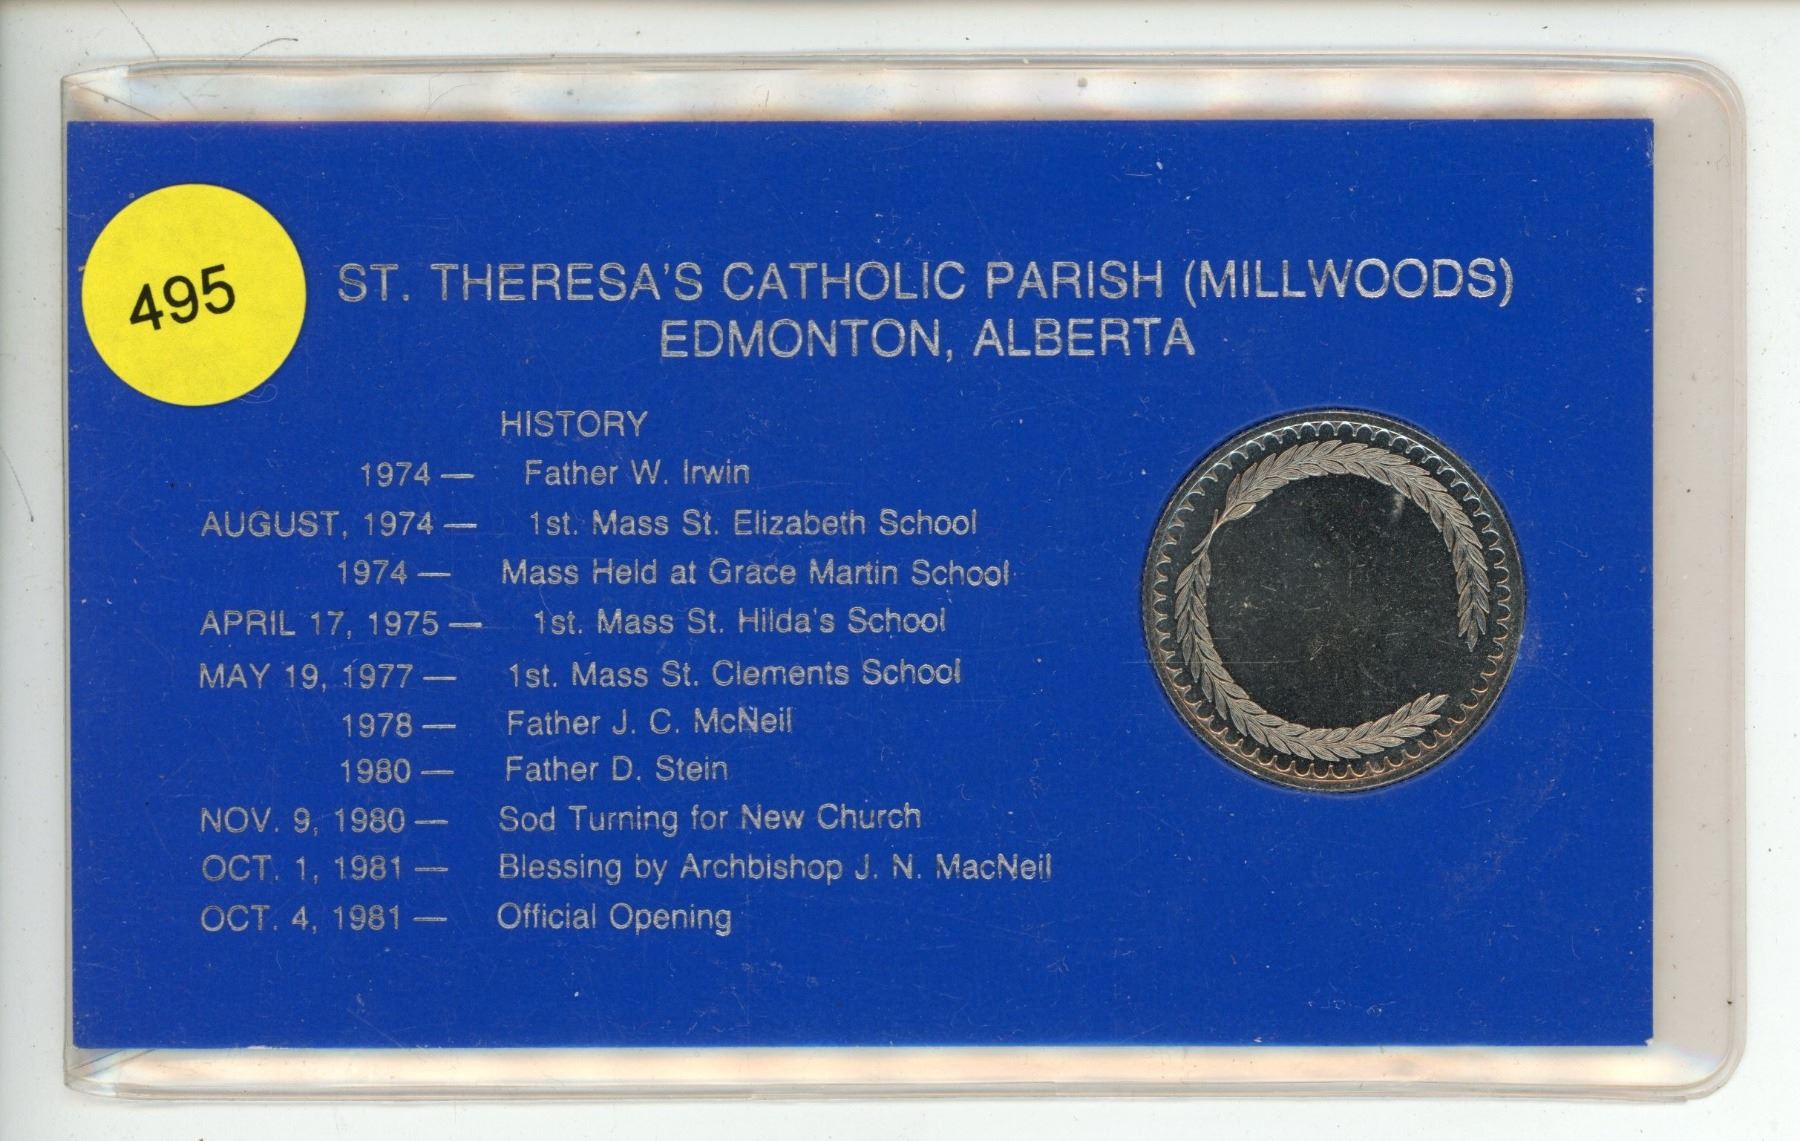 495
ST. THERESA'S CATHOLIC PARISH (MILLWOODS)
EDMONTON, ALBERTA
HISTORY
1974 — Father W. Irwin
AUGUST, 1974 — 1st. Mass St. Elizabeth School
1974 — Mass Held at Grace Martin School
APRIL 17, 1975 — 1st. Mass St. Hilda's School
MAY 19, 1977 — 1st. Mass St. Clements School
1978 — Father J. C. McNeil
1980 — Father D. Stein
NOV. 9, 1980 — Sod Turning for New Church
OCT. 1, 1981 — Blessing by Archbishop J. N. MacNeil
OCT. 4, 1981 — Official Opening